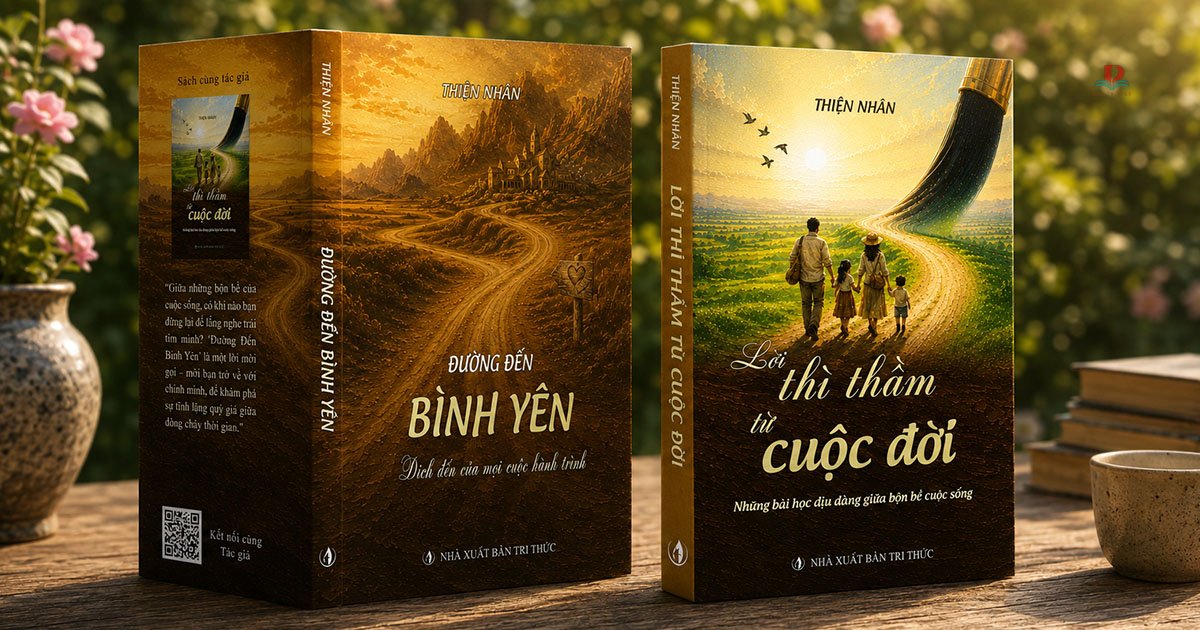 Sách cùng tác giả
THIỆN NHÂN
Lời
thì thầm
từ
cuộc đời
"Giữa những bộn bề của
cuộc sống, có khi nào bạn
dừng lại để lắng nghe trái
tim mình? 'Đường Đến
Bình Yên' là một lời mời
gọi – mời bạn trở về với
chính mình, để khám phá
sự tĩnh lặng quý giá giữa
dòng chảy thời gian."
Kết nối cùng
Tác giả
THIỆN NHÂN
ĐƯỜNG ĐẾN BÌNH YÊN
THIỆN NHÂN
ĐƯỜNG ĐẾN
BÌNH YÊN
Đích đến của mọi cuộc hành trình
NHÀ XUẤT BẢN TRI THỨC
THIỆN NHÂN
LỜI THÌ THẦM TỪ CUỘC ĐỜI
THIỆN NHÂN
Lời
thì thầm
từ
cuộc đời
Những bài học dịu dàng giữa bộn bề cuộc sống
NHÀ XUẤT BẢN TRI THỨC